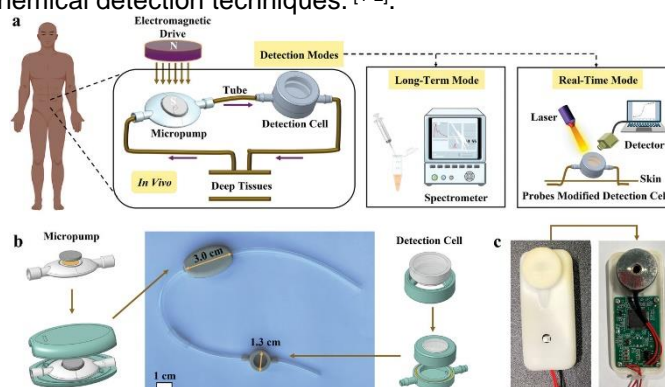 chemical detection techniques.
a
Electromagnetic
Drive
N
Detection Modes
Tube
Micropump
Detection Cell
In Vivo
Deep Tissues
Long-Term Mode
Spectrometer
Real-Time Mode
Laser
Detector
Skin
Probes Modified Detection Cell
b
Micropump
3.0 cm
1.3 cm
1 cm
Detection Cell
c